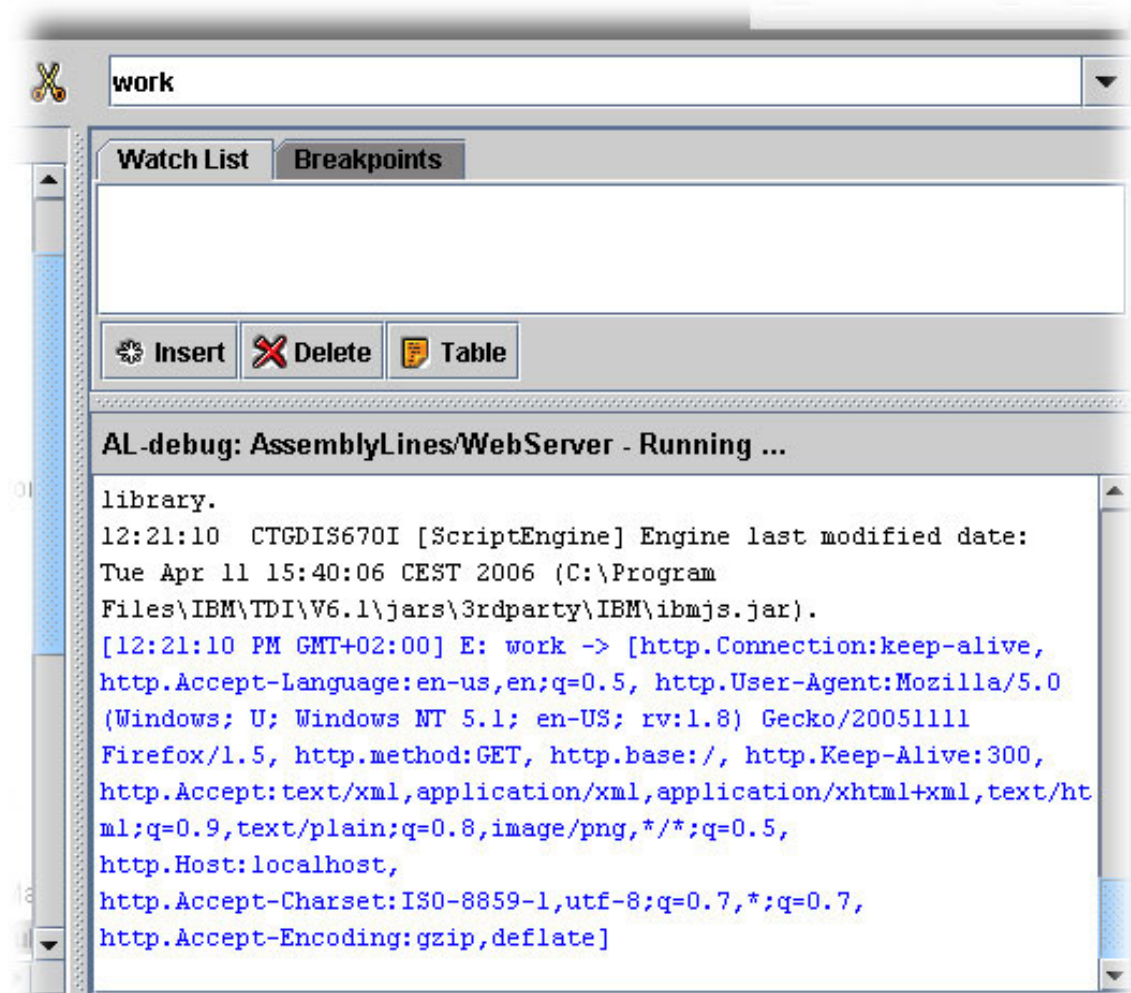 work
Watch List Breakpoints
Insert Delete Table
AL-debug: AssemblyLines/WebServer - Running ...
library.
12:21:10  CTGDIS670I [ScriptEngine] Engine last modified date:
Tue Apr 11 15:40:06 CEST 2006 (C:\Program
Files\IBM\TDI\V6.1\jars\3rdparty\IBM\ibmjs.jar).
[12:21:10 PM GMT+02:00] E: work -> [http.Connection:keep-alive,
http.Accept-Language:en-us,en;q=0.5, http.User-Agent:Mozilla/5.0
(Windows; U; Windows NT 5.1; en-US; rv:1.8) Gecko/20051111
Firefox/1.5, http.method:GET, http.base:/, http.Keep-Alive:300,
http.Accept:text/xml,application/xml,application/xhtml+xml,text/ht
ml;q=0.9,text/plain;q=0.8,image/png,*/*;q=0.5,
http.Host:localhost,
http.Accept-Charset:ISO-8859-1,utf-8;q=0.7,*;q=0.7,
http.Accept-Encoding:gzip,deflate]